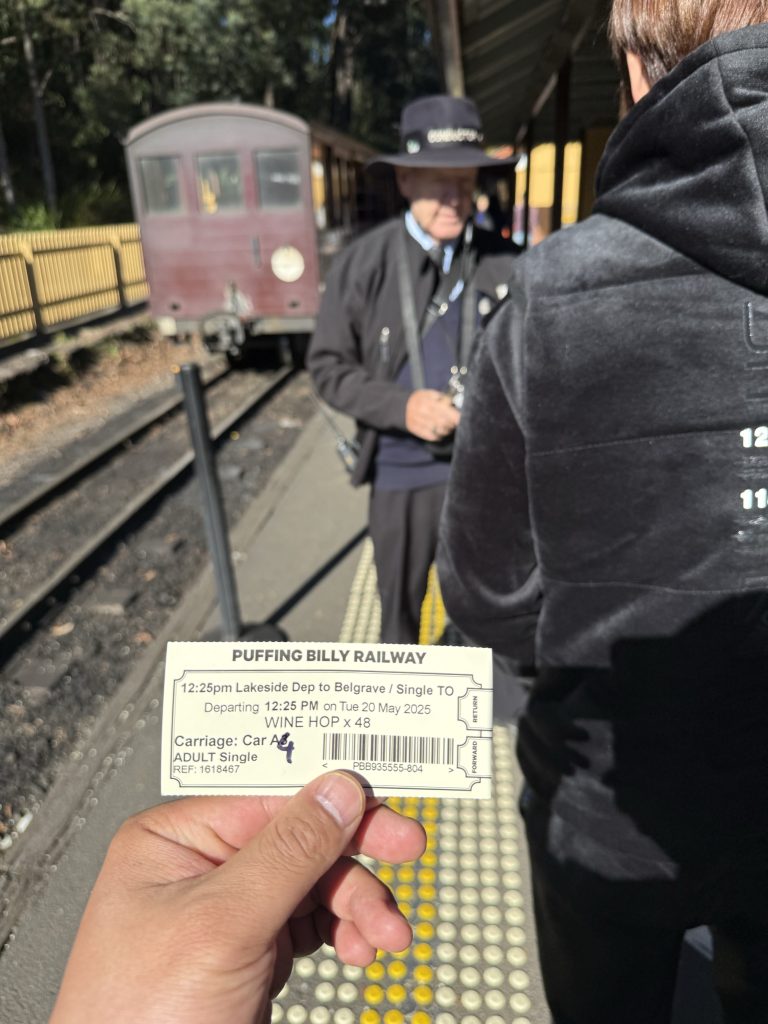 12
11
PUFFING BILLY RAILWAY
12:25pm Lakeside Dep to Belgrave / Single TO
Departing 12:25 PM on Tue 20 May 2025
WINE HOP x 48
Carriage: Car A
4
ADULT Single
REF: 1618467
< PBB935555-804 >
RETURN
FORWARD